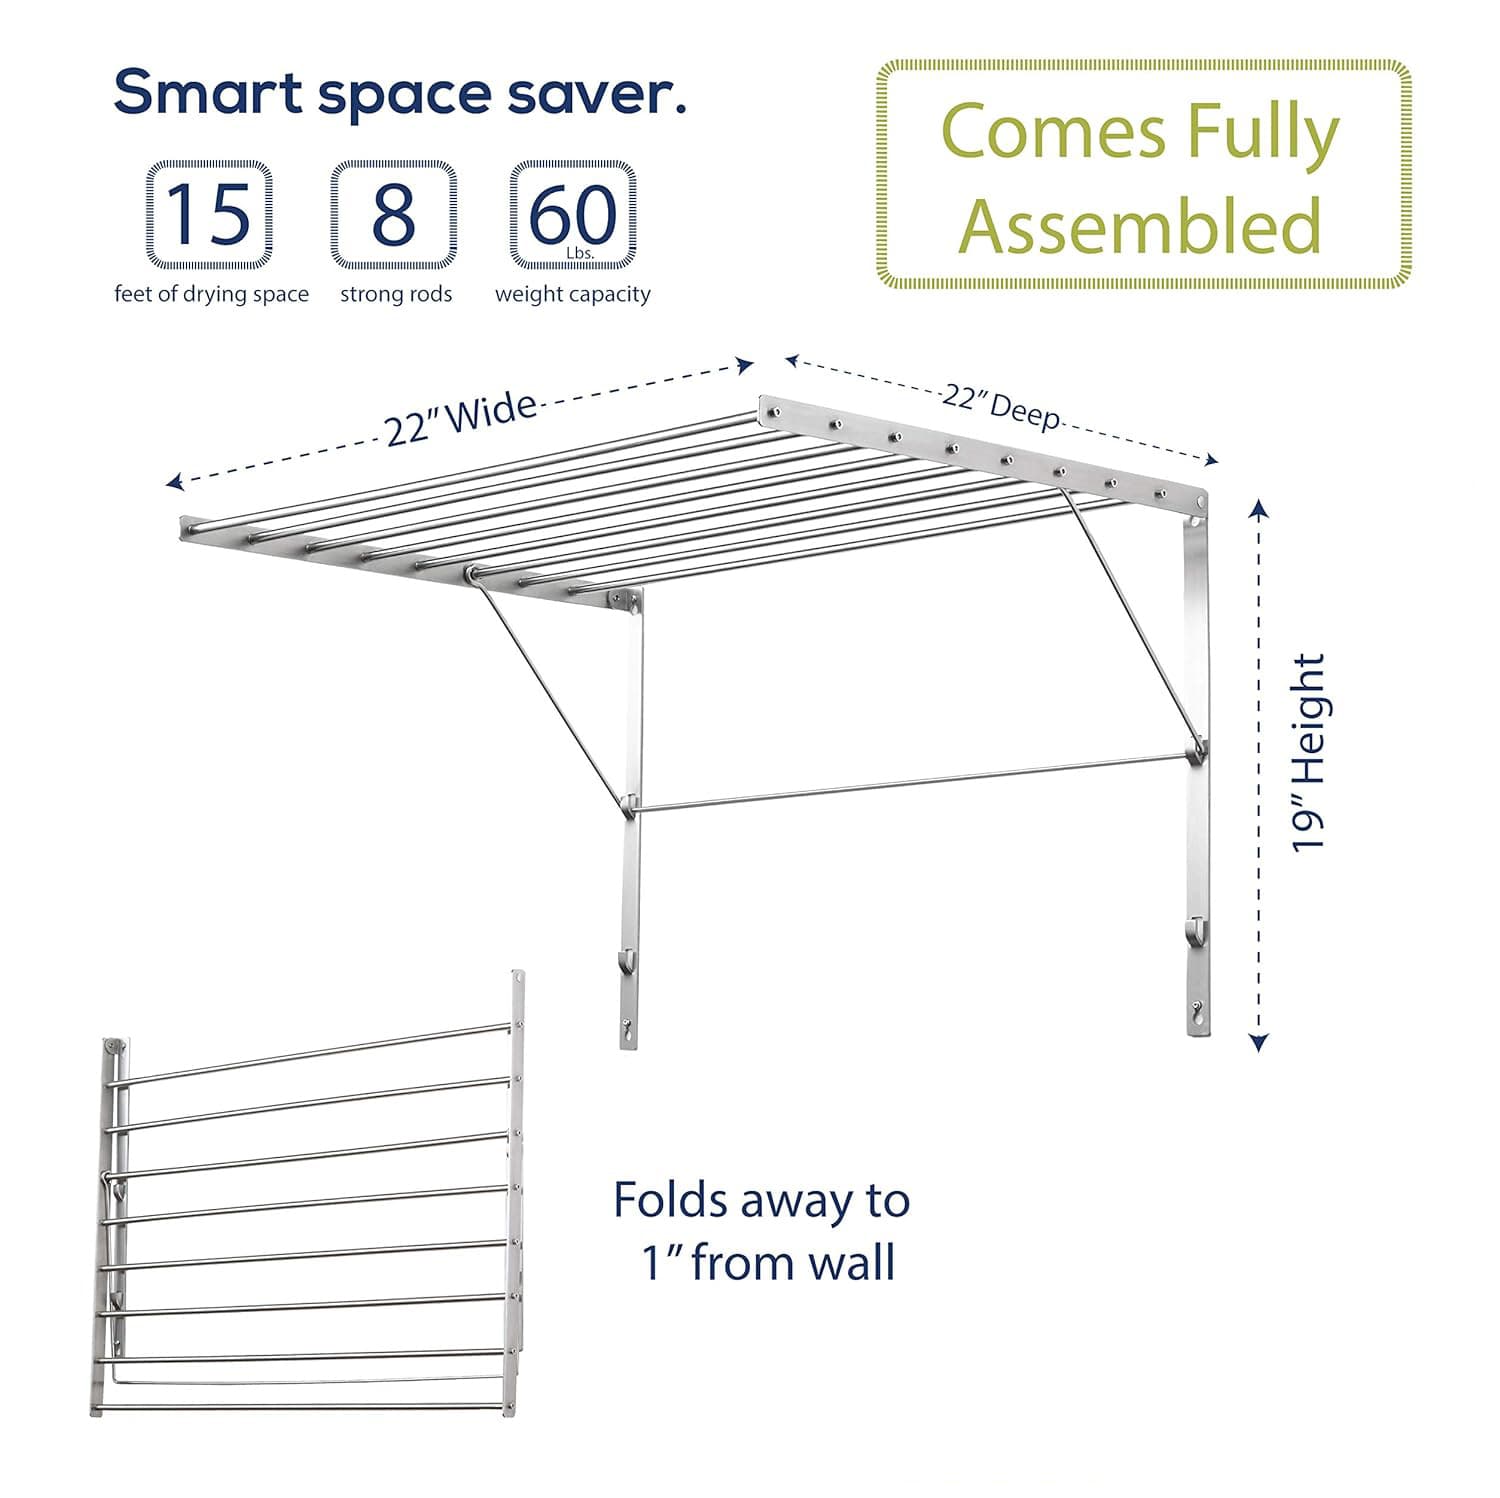 Smart space saver.
15
feet of drying space
8
strong rods
60
Lbs.
weight capacity
Comes Fully
Assembled
22” Wide
22” Deep
19” Height
Folds away to
1” from wall